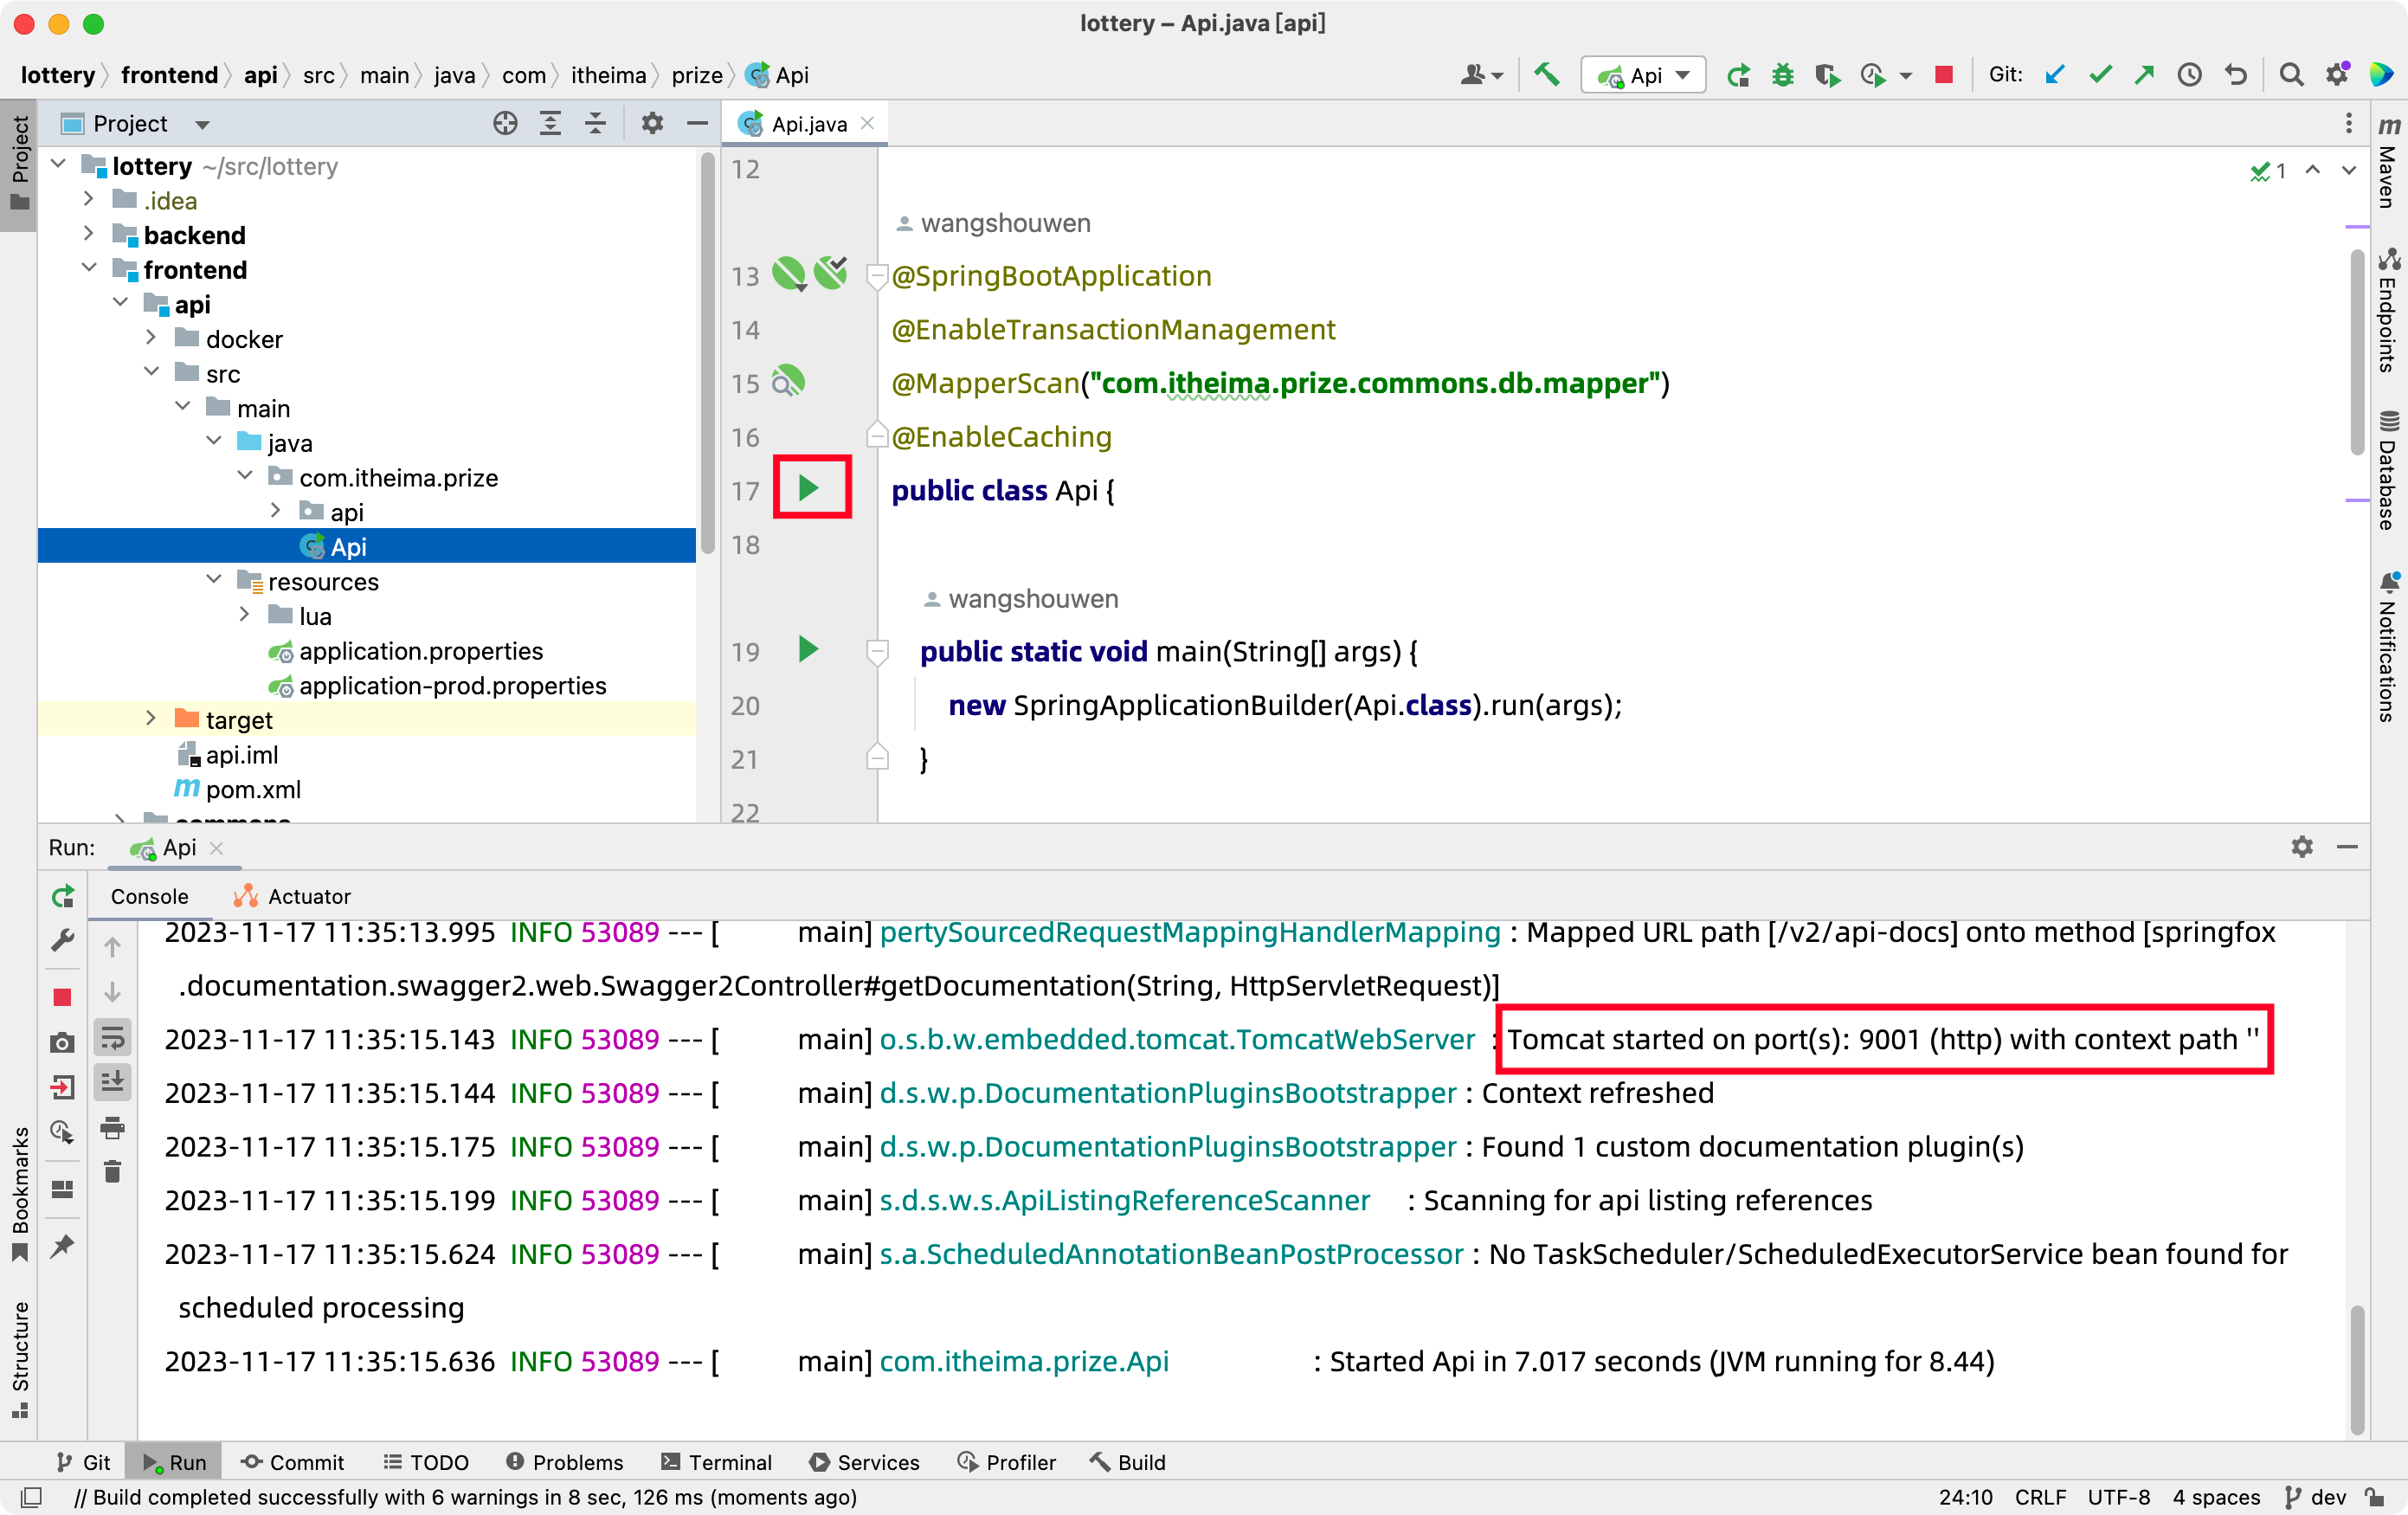 lottery – Api.java [api]
lottery frontend api src main java com itheima prize Api
Api
Git:
Project
Api.java
lottery ~/src/lottery
.idea
backend
frontend
api
docker
src
main
java
com.itheima.prize
api
Api
resources
lua
application.properties
application-prod.properties
target
api.iml
pom.xml
commons
12
wangshouwen
13 @SpringBootApplication
14 @EnableTransactionManagement
15 @MapperScan("com.itheima.prize.commons.db.mapper")
16 @EnableCaching
17 public class Api {
18
wangshouwen
19 public static void main(String[] args) {
20 new SpringApplicationBuilder(Api.class).run(args);
21 }
22
1
Project
Bookmarks
Structure
Maven
Endpoints
Database
Notifications
Run: Api
Console Actuator
2023-11-17 11:35:13.995 INFO 53089 --- [ main] pertySourcedRequestMappingHandlerMapping : Mapped URL path [/v2/api-docs] onto method [springfox
.documentation.swagger2.web.Swagger2Controller#getDocumentation(String, HttpServletRequest)]
2023-11-17 11:35:15.143 INFO 53089 --- [ main] o.s.b.w.embedded.tomcat.TomcatWebServer : Tomcat started on port(s): 9001 (http) with context path ''
2023-11-17 11:35:15.144 INFO 53089 --- [ main] d.s.w.p.DocumentationPluginsBootstrapper : Context refreshed
2023-11-17 11:35:15.175 INFO 53089 --- [ main] d.s.w.p.DocumentationPluginsBootstrapper : Found 1 custom documentation plugin(s)
2023-11-17 11:35:15.199 INFO 53089 --- [ main] s.d.s.w.s.ApiListingReferenceScanner : Scanning for api listing references
2023-11-17 11:35:15.624 INFO 53089 --- [ main] s.a.ScheduledAnnotationBeanPostProcessor : No TaskScheduler/ScheduledExecutorService bean found for
scheduled processing
2023-11-17 11:35:15.636 INFO 53089 --- [ main] com.itheima.prize.Api : Started Api in 7.017 seconds (JVM running for 8.44)
Git Run Commit TODO Problems Terminal Services Profiler Build
// Build completed successfully with 6 warnings in 8 sec, 126 ms (moments ago)
24:10 CRLF UTF-8 4 spaces dev